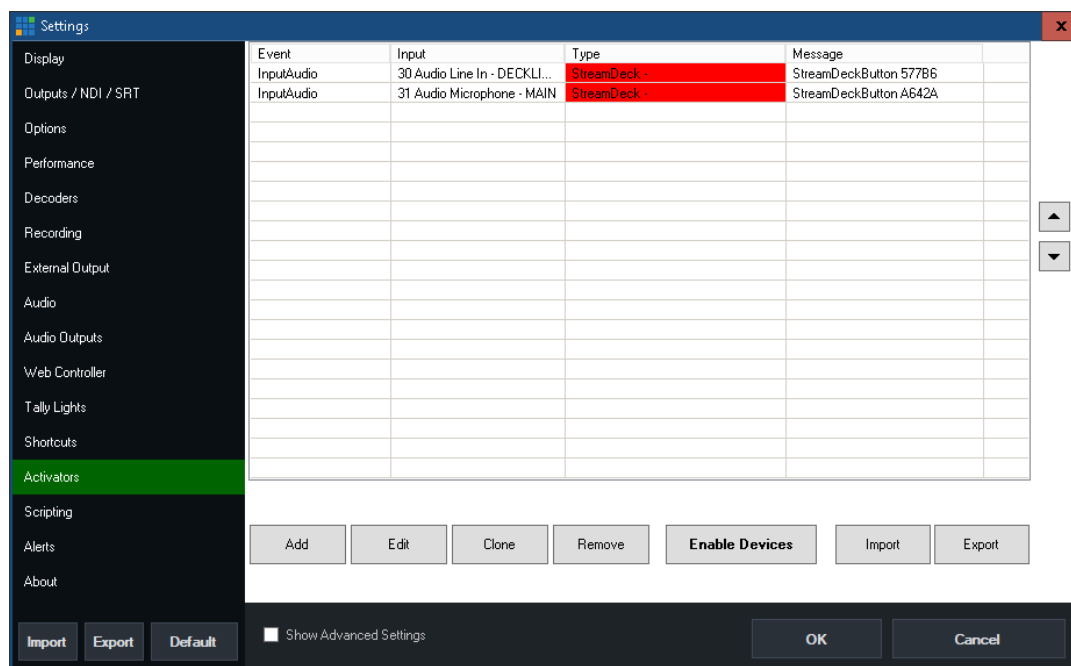 Settings
x
Display
Outputs / NDI / SRT
Options
Performance
Decoders
Recording
External Output
Audio
Audio Outputs
Web Controller
Tally Lights
Shortcuts
Activators
Scripting
Alerts
About
Import Export Default
Event Input Type Message
InputAudio 30 Audio Line In - DECKLI... StreamDeck - StreamDeckButton 577B6
InputAudio 31 Audio Microphone - MAIN StreamDeck - StreamDeckButton A642A
Add Edit Clone Remove Enable Devices Import Export
Show Advanced Settings
OK Cancel